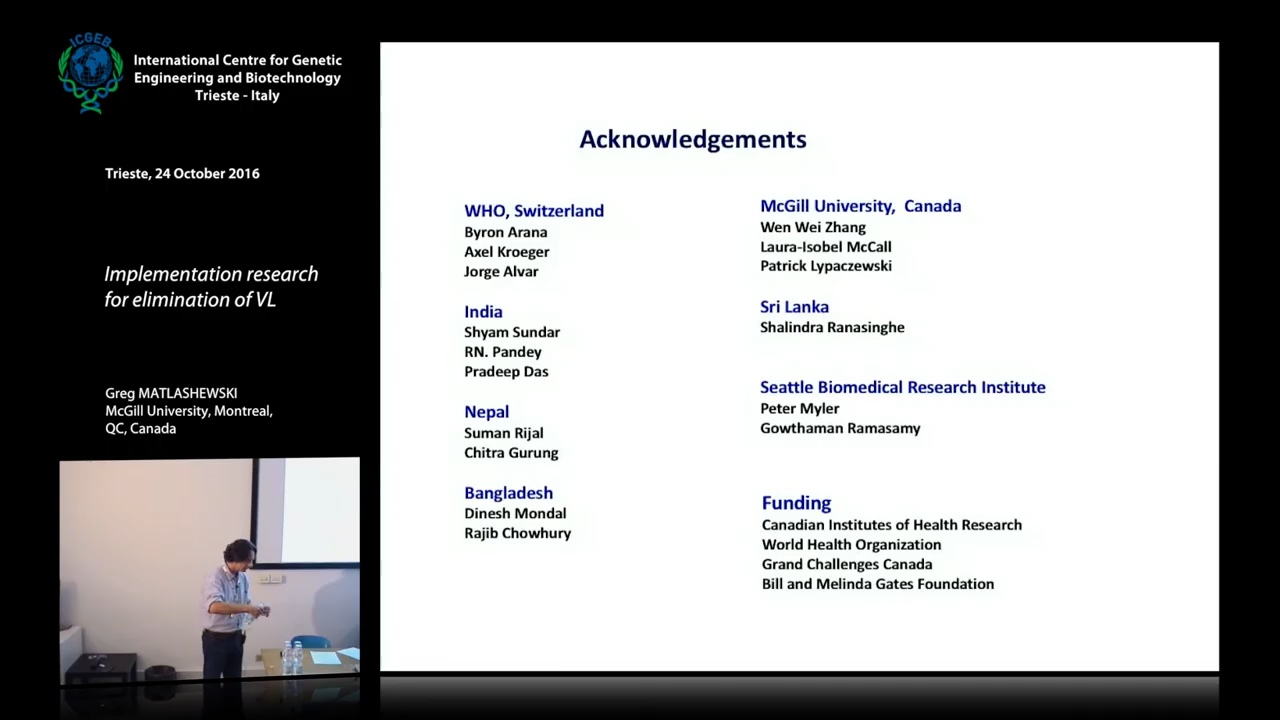 ICGEB
International Centre for Genetic
Engineering and Biotechnology
Trieste - Italy
Trieste, 24 October 2016
Implementation research
for elimination of VL
Greg MATLASHEWSKI
McGill University, Montreal,
QC, Canada
Acknowledgements
WHO, Switzerland
Byron Arana
Axel Kroeger
Jorge Alvar
India
Shyam Sundar
RN. Pandey
Pradeep Das
Nepal
Suman Rijal
Chitra Gurung
Bangladesh
Dinesh Mondal
Rajib Chowhury
McGill University, Canada
Wen Wei Zhang
Laura-Isobel McCall
Patrick Lypaczewski
Sri Lanka
Shalindra Ranasinghe
Seattle Biomedical Research Institute
Peter Myler
Gowthaman Ramasamy
Funding
Canadian Institutes of Health Research
World Health Organization
Grand Challenges Canada
Bill and Melinda Gates Foundation